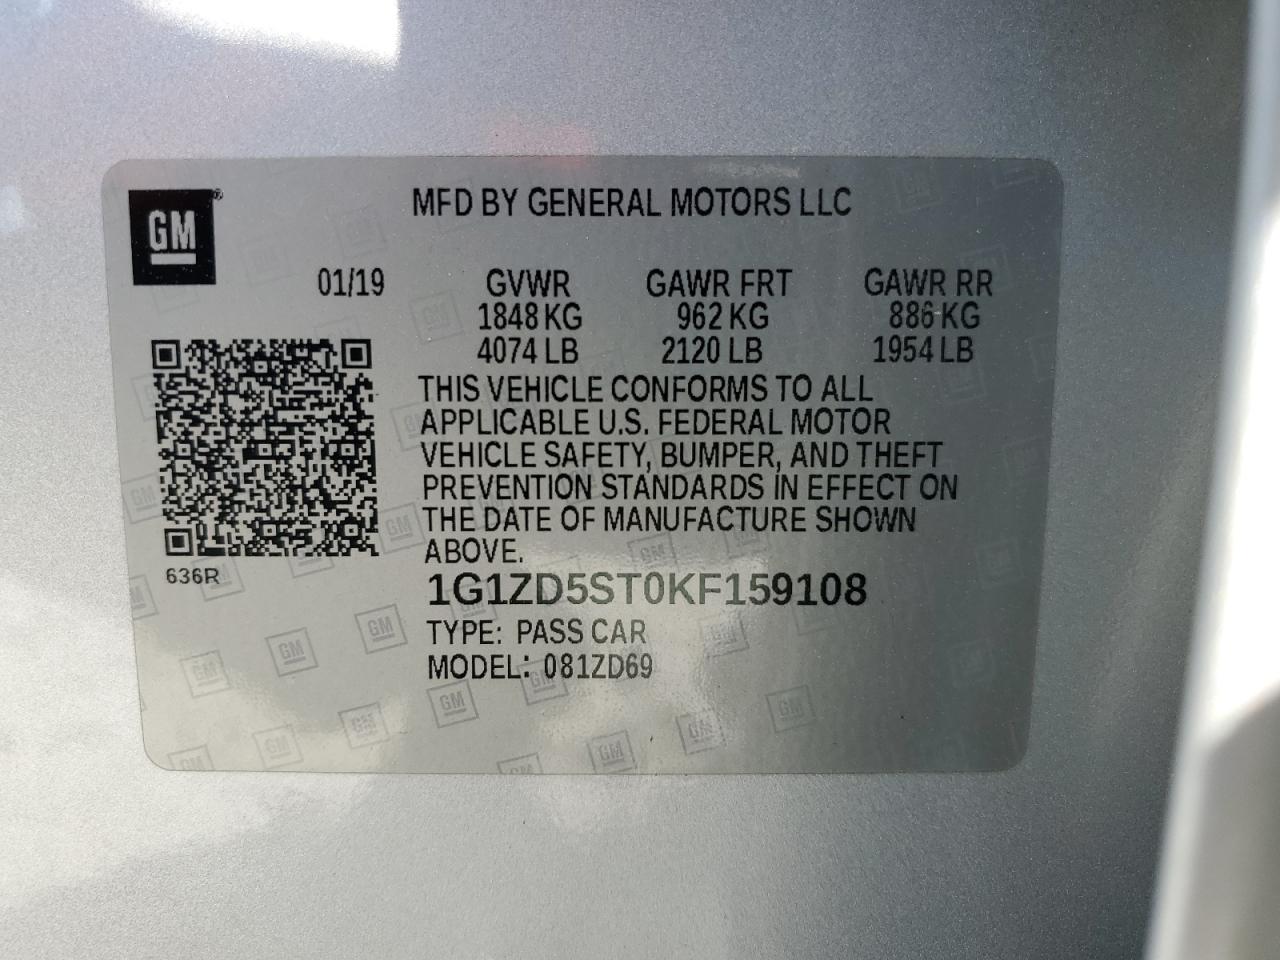 GM®
MFD BY GENERAL MOTORS LLC
01/19 GVWR GAWR FRT GAWR RR
1848 KG 962 KG 886 KG
4074 LB 2120 LB 1954 LB
THIS VEHICLE CONFORMS TO ALL
APPLICABLE U.S. FEDERAL MOTOR
VEHICLE SAFETY, BUMPER, AND THEFT
PREVENTION STANDARDS IN EFFECT ON
THE DATE OF MANUFACTURE SHOWN
ABOVE.
636R
1G1ZD5ST0KF159108
TYPE: PASS CAR
MODEL: 081ZD69